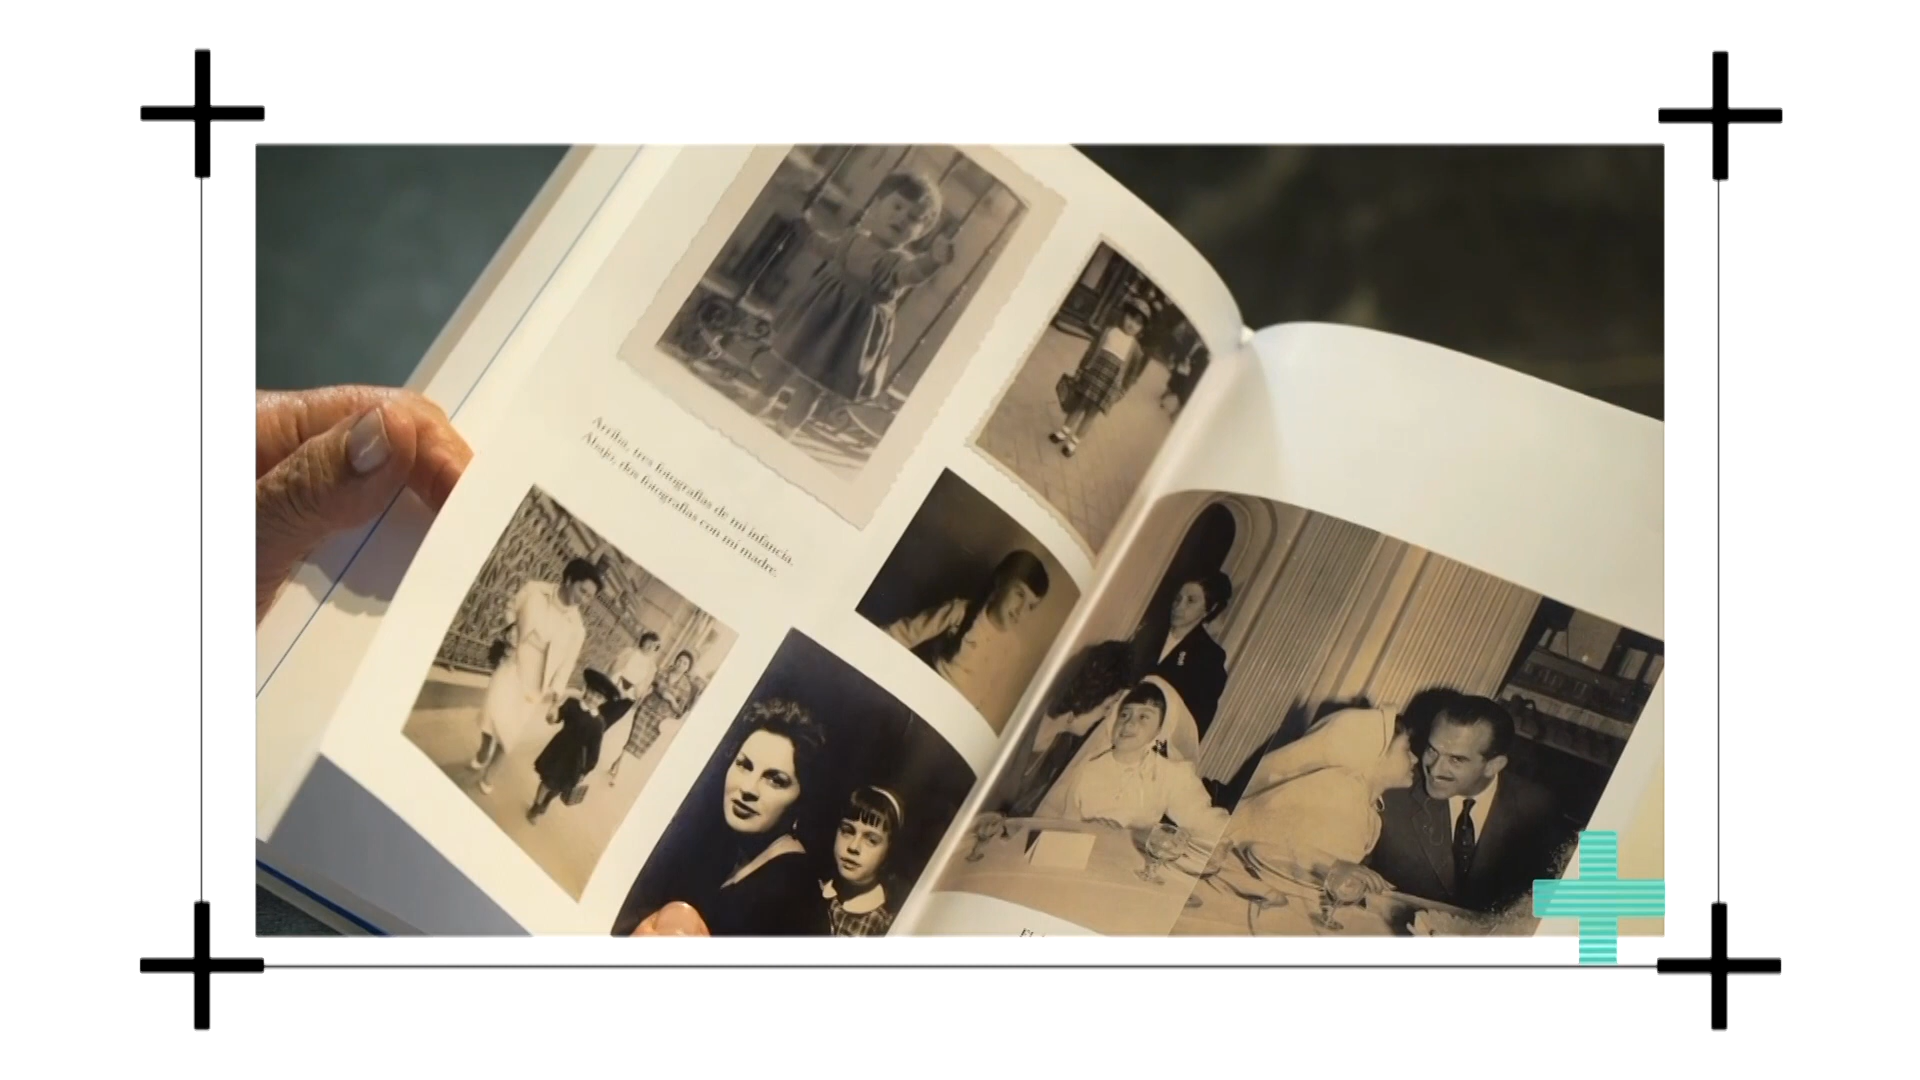 Arriba, tres fotografías de mi infancia.
Abajo, dos fotografías con mi madre.